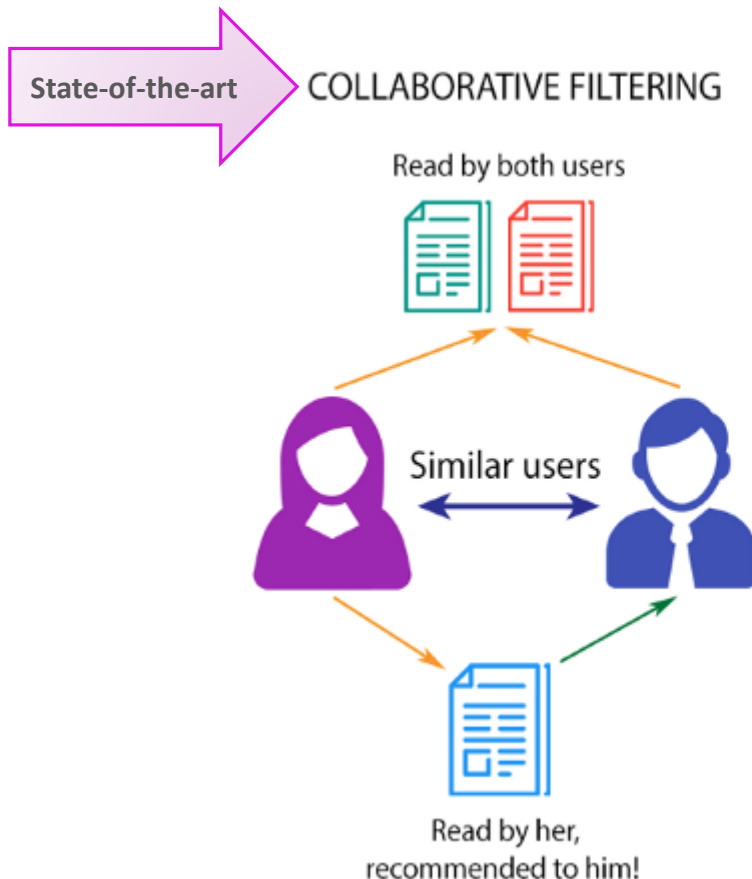 State-of-the-art
COLLABORATIVE FILTERING
Read by both users
Similar users
Read by her,
recommended to him!